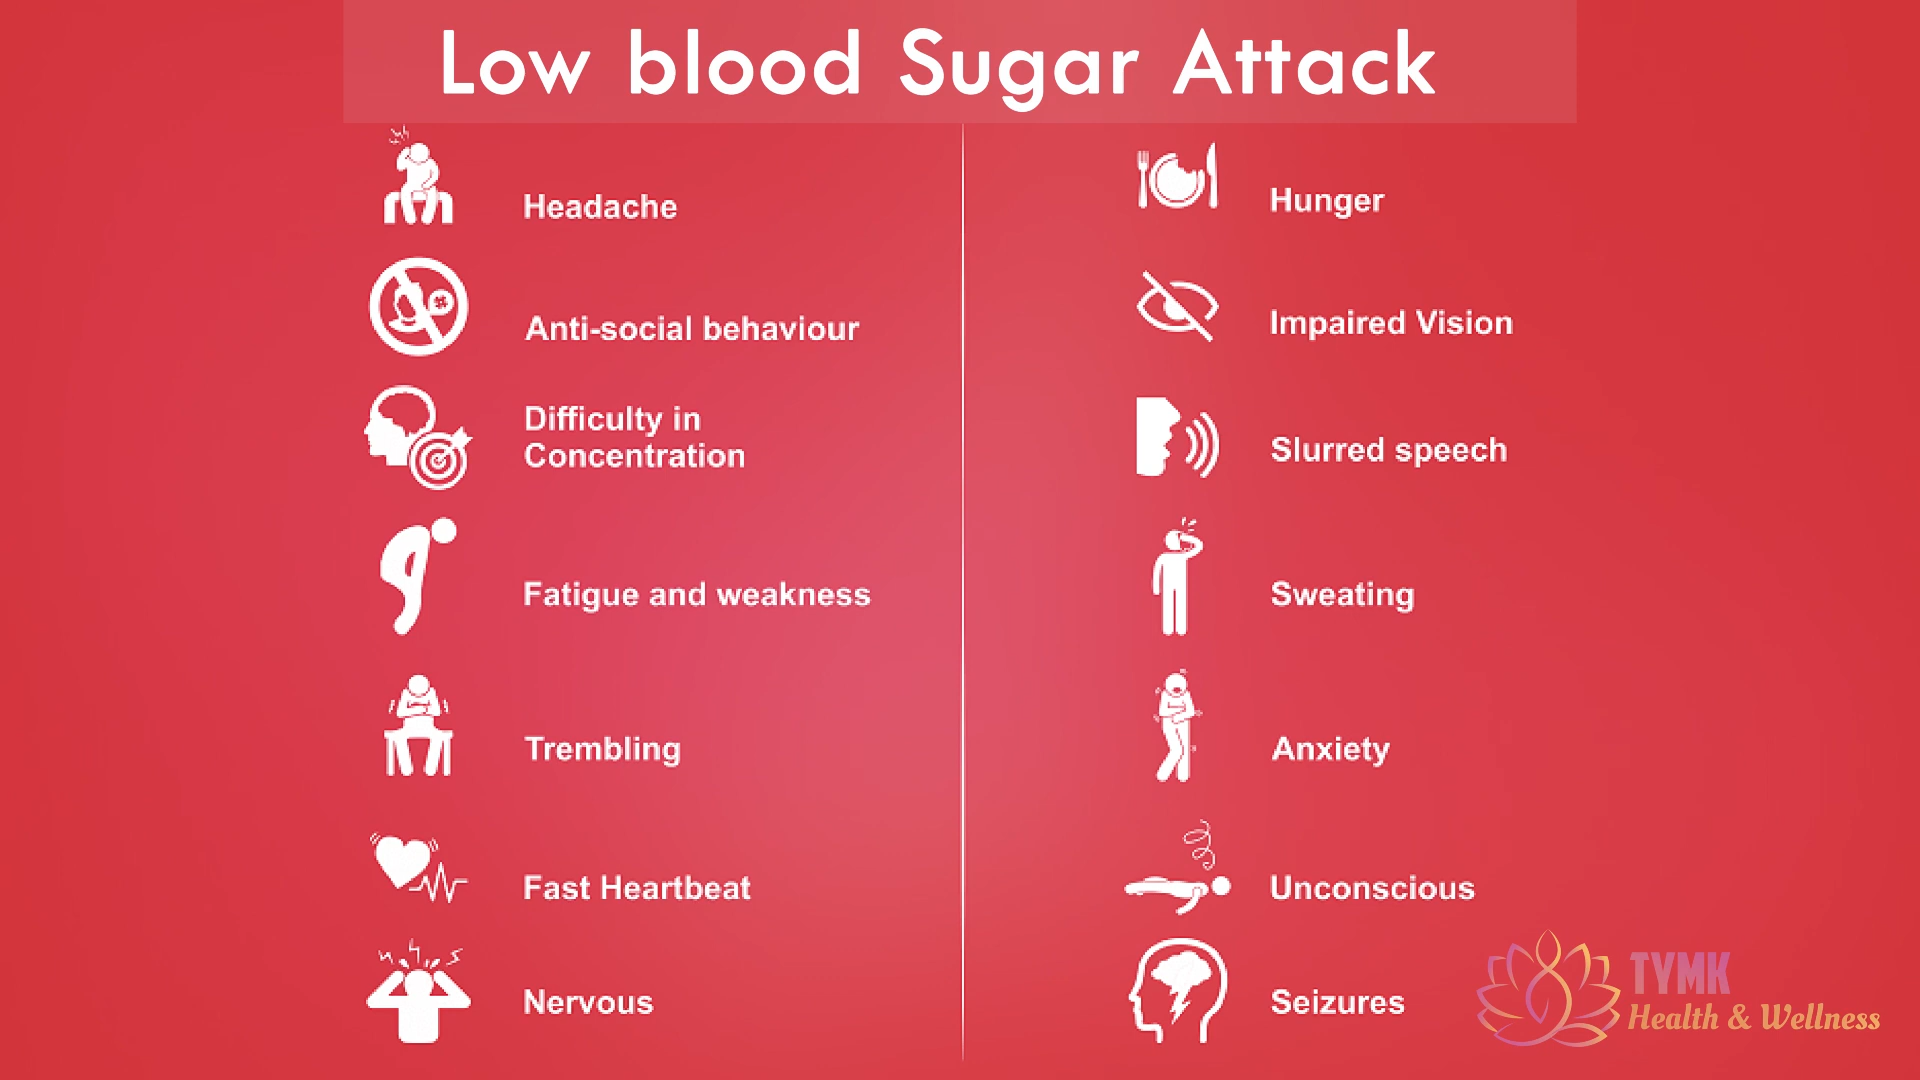 Low blood Sugar Attack
Headache
Anti-social behaviour
Difficulty in
Concentration
Fatigue and weakness
Trembling
Fast Heartbeat
Nervous
Hunger
Impaired Vision
Slurred speech
Sweating
Anxiety
Unconscious
Seizures
TYMK
Health & Wellness